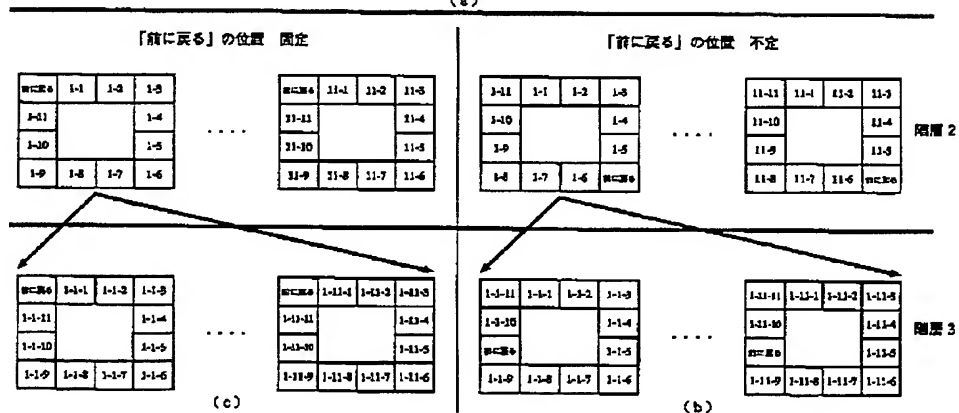 (a)
「前に戻る」の位置 固定
「前に戻る」の位置 不定
前に戻る 1-1 1-2 1-3
1-11 1-4
1-10 1-5
1-9 1-8 1-7 1-6
‥‥
前に戻る 11-1 11-2 11-3
11-11 11-4
11-10 11-5
11-9 11-8 11-7 11-6
1-11 1-1 1-2 1-3
1-10 1-4
1-9 1-5
1-8 1-7 1-6 前に戻る
‥‥
11-11 11-1 11-2 11-3
11-10 11-4
11-9 11-5
11-8 11-7 11-6 前に戻る
階層 2
前に戻る 1-1-1 1-1-2 1-1-3
1-1-11 1-1-4
1-1-10 1-1-5
1-1-9 1-1-8 1-1-7 1-1-6
‥‥
前に戻る 1-11-1 1-11-2 1-11-3
1-11-11 1-11-4
1-11-10 1-11-5
1-11-9 1-11-8 1-11-7 1-11-6
(c)
1-1-11 1-1-1 1-1-2 1-1-3
1-1-10 1-1-4
前に戻る 1-1-5
1-1-9 1-1-8 1-1-7 1-1-6
‥‥
1-11-11 1-11-1 1-11-2 1-11-3
1-11-10 1-11-4
前に戻る 1-11-5
1-11-9 1-11-8 1-11-7 1-11-6
階層 3
(b)